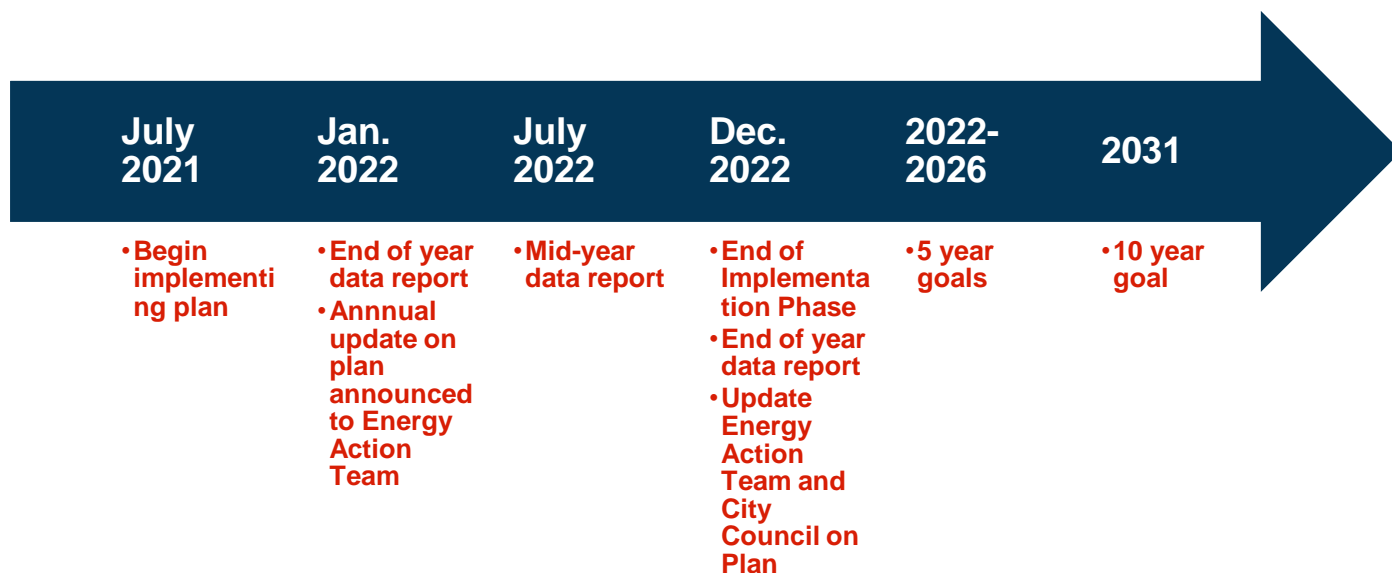 July
2021
Jan.
2022
July
2022
Dec.
2022
2022-
2026
2031
•Begin
implementi
ng plan
•End of year
data report
•Annnual
update on
plan
announced
to Energy
Action
Team
•Mid-year
data report
•End of
Implementa
tion Phase
•End of year
data report
•Update
Energy
Action
Team and
City
Council on
Plan
•5 year
goals
•10 year
goal